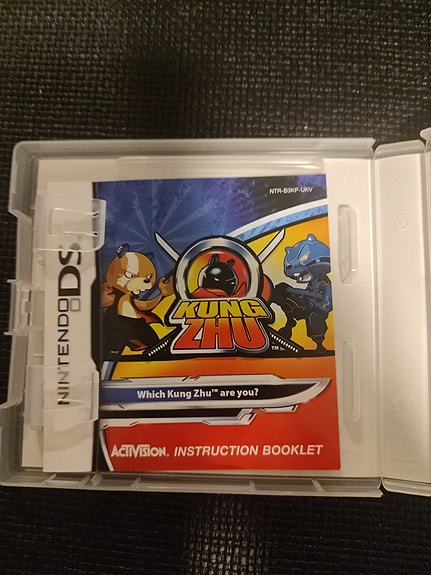 NTR-B3KP-UKV
NINTENDO DS
KUNG
ZHU
TM
Which Kung Zhu™ are you?
ACTIVISION. INSTRUCTION BOOKLET